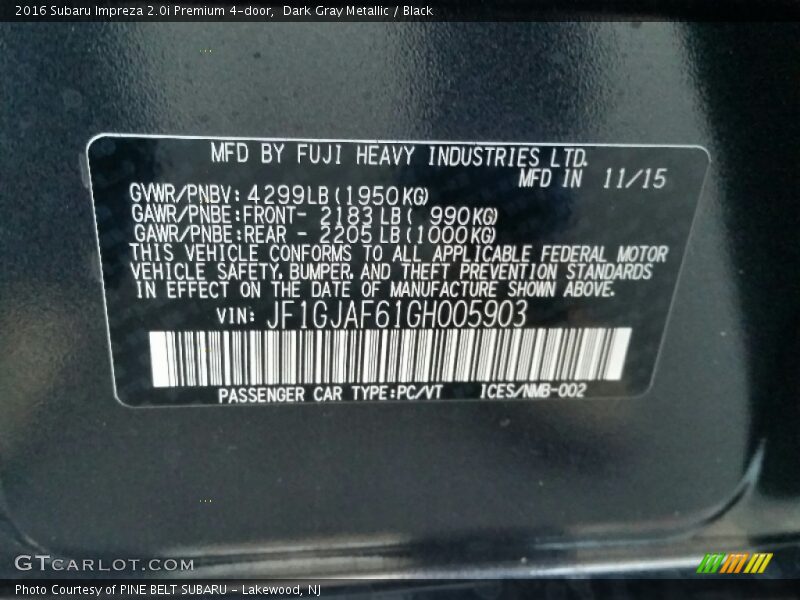 2016 Subaru Impreza 2.0i Premium 4-door,  Dark Gray Metallic / Black
MFD BY FUJI HEAVY INDUSTRIES LTD.
MFD IN 11/15
GVWR/PNBV: 4299LB(1950KG)
GAWR/PNBE:FRONT- 2183LB( 990KG)
GAWR/PNBE:REAR - 2205LB(1000KG)
THIS VEHICLE CONFORMS TO ALL APPLICABLE FEDERAL MOTOR
VEHICLE SAFETY, BUMPER, AND THEFT PREVENTION STANDARDS
IN EFFECT ON THE DATE OF MANUFACTURE SHOWN ABOVE.
VIN: JF1GJAF61GH005903
PASSENGER CAR TYPE:PC/VT ICES/NMB-002
GTCARLOT.COM
Photo Courtesy of PINE BELT SUBARU - Lakewood, NJ